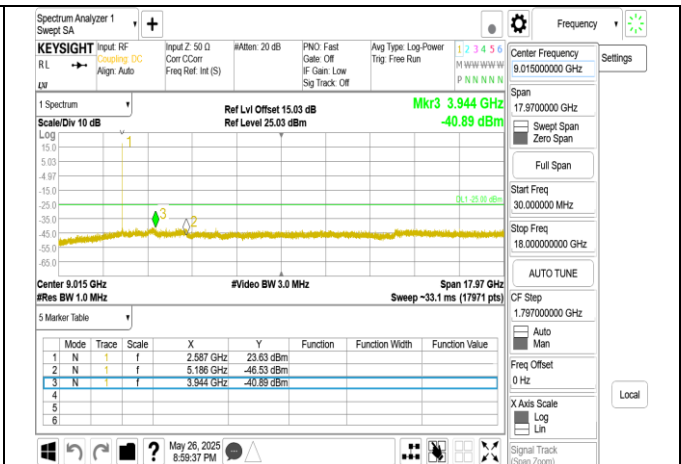 Spectrum Analyzer 1
Swept SA
+
Frequency
KEYSIGHT
RL
LXI
Input: RF
Coupling: DC
Align: Auto
Input Z: 50 Ω
Corr CCorr
Freq Ref: Int (S)
#Atten: 20 dB
PNO: Fast
Gate: Off
IF Gain: Low
Sig Track: Off
Avg Type: Log-Power
Trig: Free Run
1 2 3 4 5 6
M W W W W W
P N N N N N
1 Spectrum
Scale/Div 10 dB
Ref Lvl Offset 15.03 dB
Ref Level 25.03 dBm
Mkr3 3.944 GHz
-40.89 dBm
Log
15.0
5.03
-4.97
-15.0
-25.0
-35.0
-45.0
-55.0
-65.0
1
3
2
DL1 -25.00 dBm
Center 9.015 GHz
#Res BW 1.0 MHz
#Video BW 3.0 MHz
Span 17.97 GHz
Sweep ~33.1 ms (17971 pts)
5 Marker Table
Mode Trace Scale X Y Function Function Width Function Value
1 N 1 f 2.587 GHz 23.63 dBm
2 N 1 f 5.186 GHz -46.53 dBm
3 N 1 f 3.944 GHz -40.89 dBm
4
5
6
?
May 26, 2025
8:59:37 PM
Center Frequency
9.015000000 GHz
Settings
Span
17.9700000 GHz
Swept Span
Zero Span
Full Span
Start Freq
30.000000 MHz
Stop Freq
18.000000000 GHz
AUTO TUNE
CF Step
1.797000000 GHz
Auto
Man
Freq Offset
0 Hz
X Axis Scale
Log
Lin
Local
Signal Track
(Span Zoom)